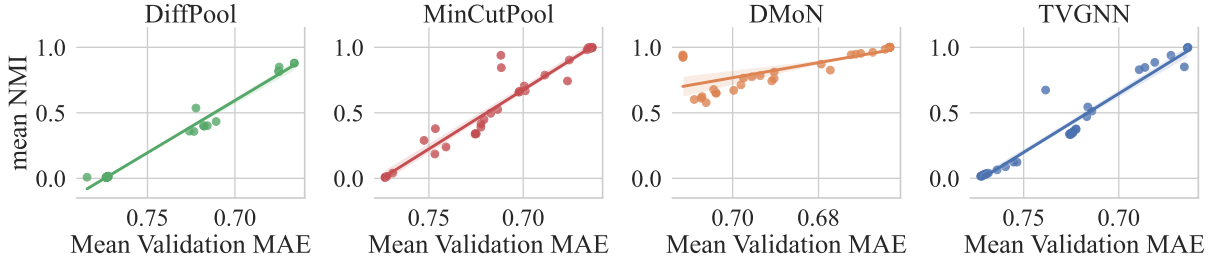 DiffPool MinCutPool DMoN TVGNN
mean NMI
1.0 1.0 1.0 1.0
0.5 0.5 0.5 0.5
0.0 0.0 0.0 0.0
0.75 0.70 0.75 0.70 0.70 0.68 0.75 0.70
Mean Validation MAE Mean Validation MAE Mean Validation MAE Mean Validation MAE